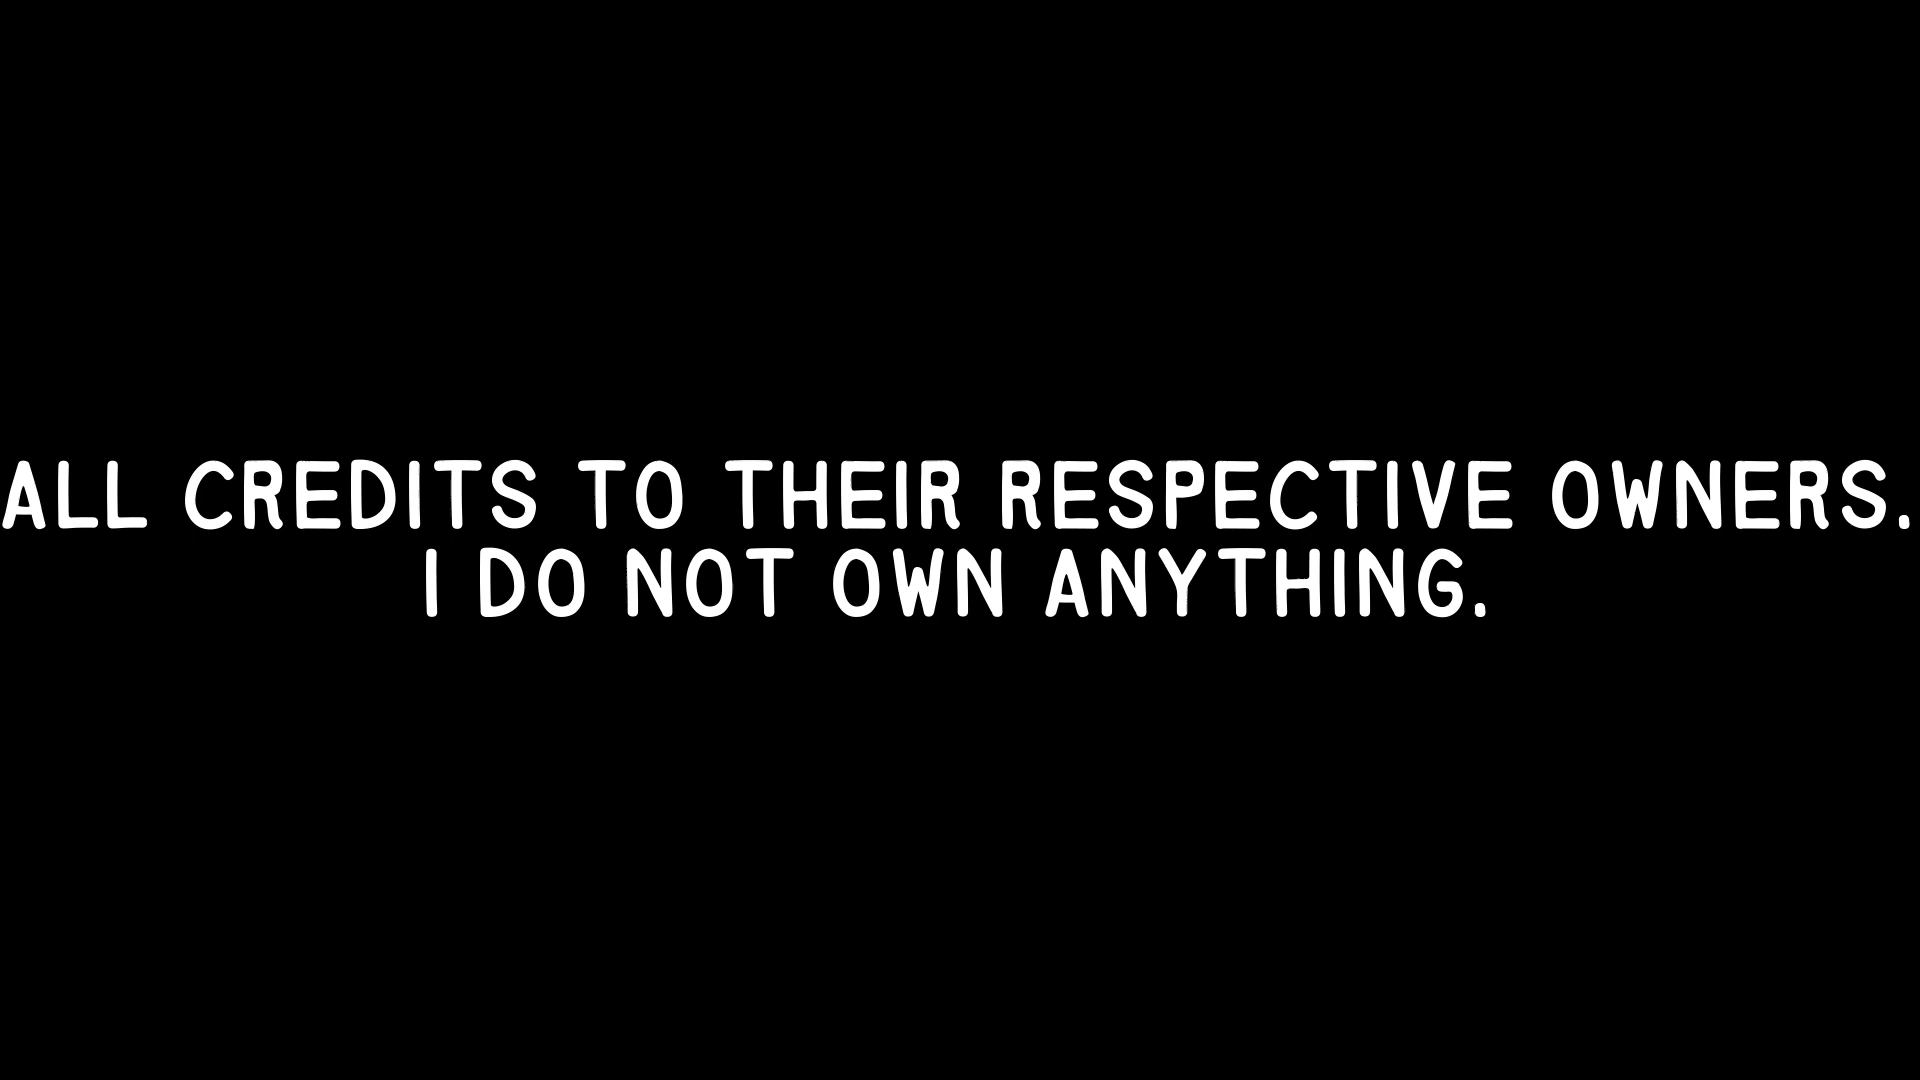 ALL CREDITS TO THEIR RESPECTIVE OWNERS.
I DO NOT OWN ANYTHING.